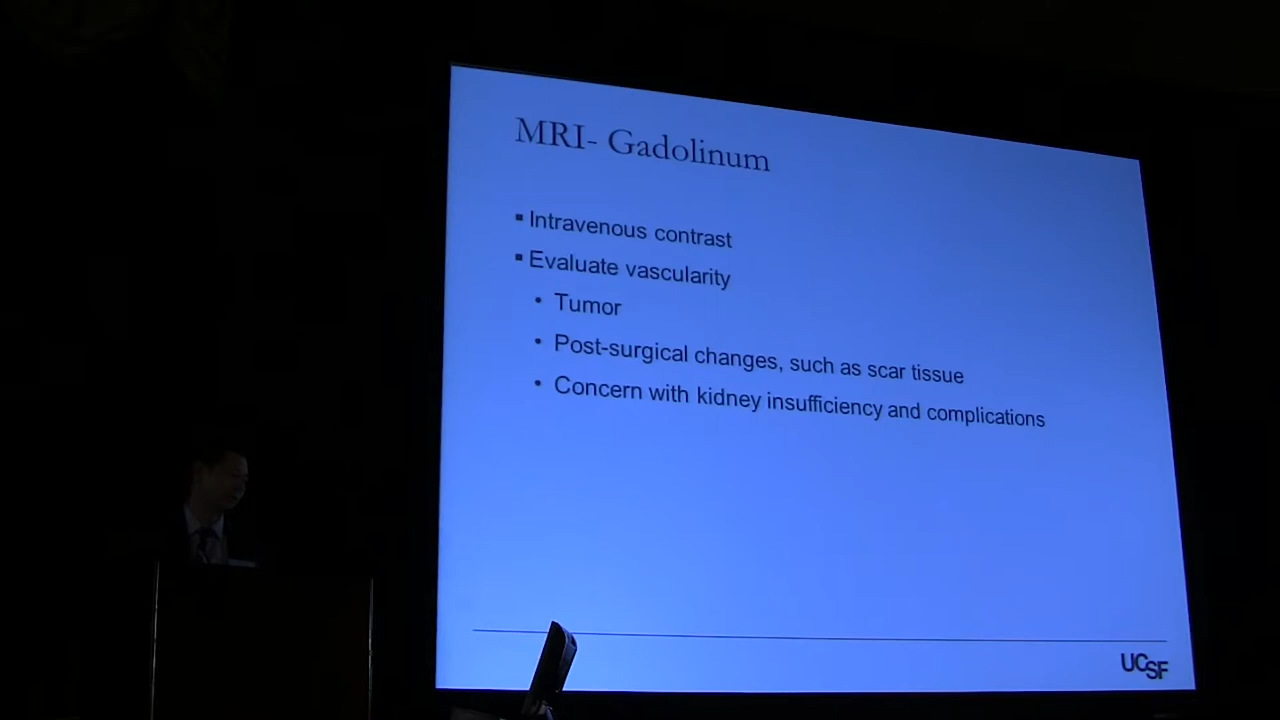 MRI- Gadolinum
▪ Intravenous contrast
▪ Evaluate vascularity
• Tumor
• Post-surgical changes, such as scar tissue
• Concern with kidney insufficiency and complications
UCSF